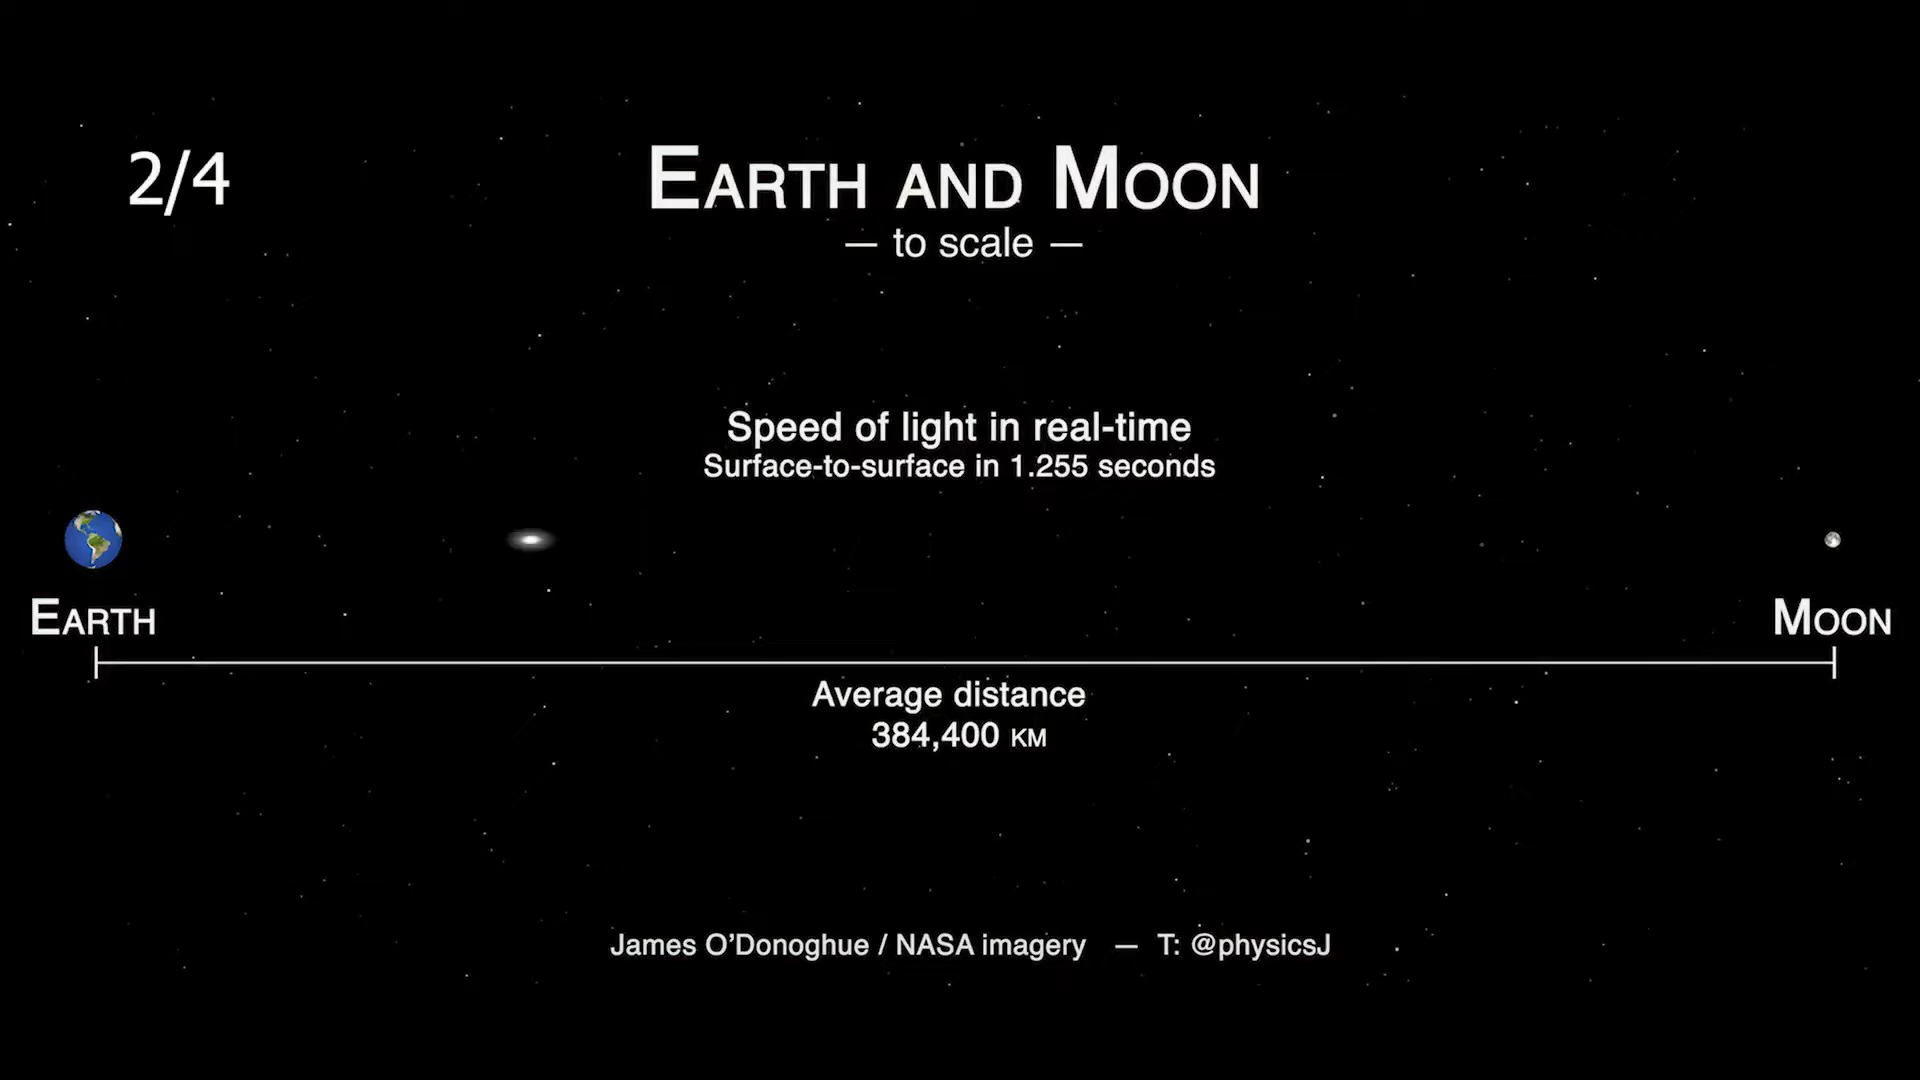 2/4
EARTH AND MOON
— to scale —
Speed of light in real-time
Surface-to-surface in 1.255 seconds
EARTH
MOON
Average distance
384,400 KM
James O’Donoghue / NASA imagery — T: @physicsJ